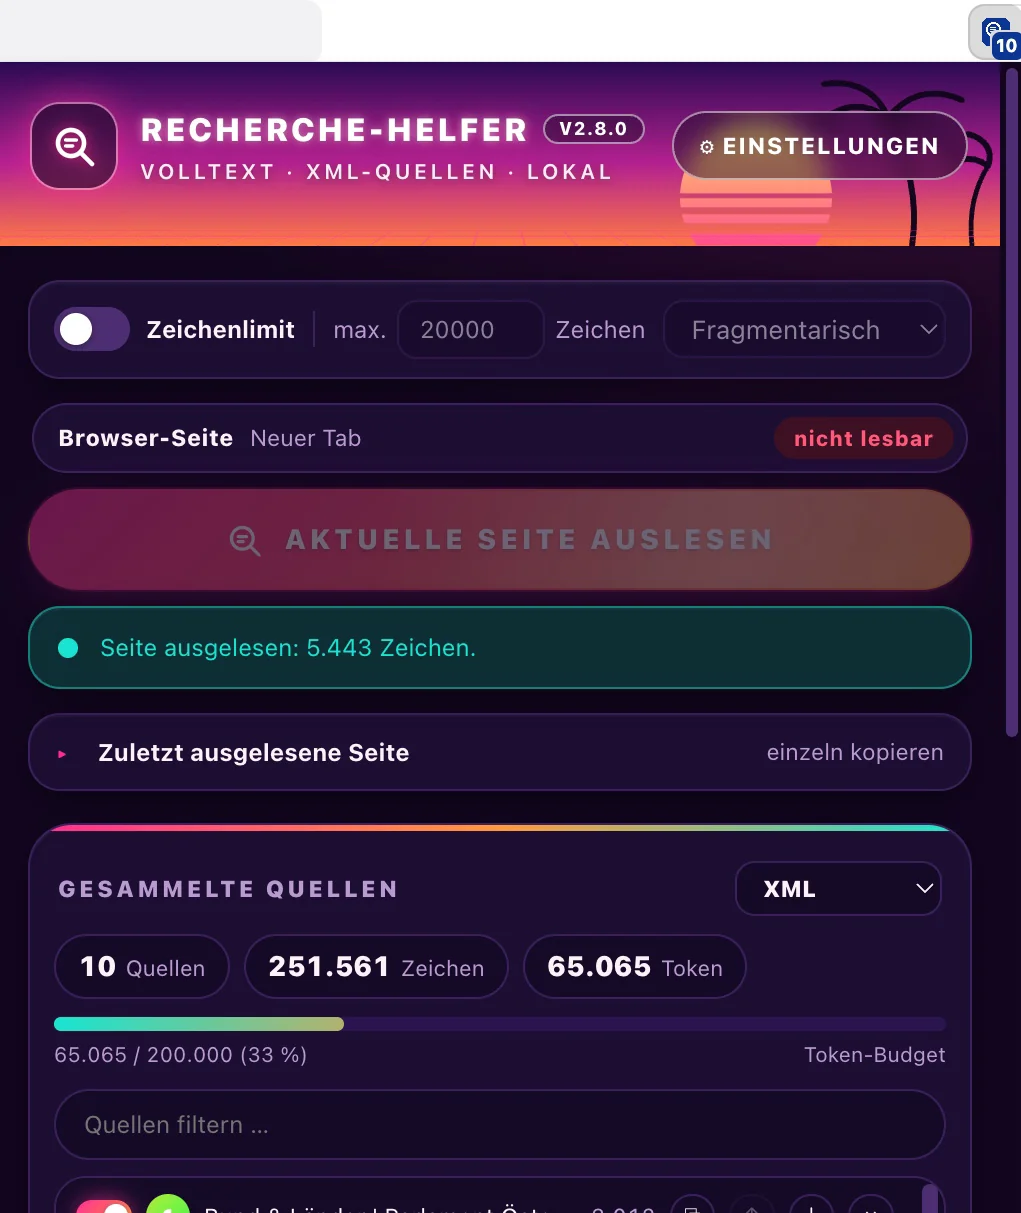 10
RECHERCHE-HELFER V2.8.0
VOLLTEXT · XML-QUELLEN · LOKAL
⚙ EINSTELLUNGEN
Zeichenlimit max. 20000 Zeichen Fragmentarisch
Browser-Seite Neuer Tab nicht lesbar
AKTUELLE SEITE AUSLESEN
Seite ausgelesen: 5.443 Zeichen.
Zuletzt ausgelesene Seite einzeln kopieren
GESAMMELTE QUELLEN XML
10 Quellen 251.561 Zeichen 65.065 Token
65.065 / 200.000 (33 %) Token-Budget
Quellen filtern ...